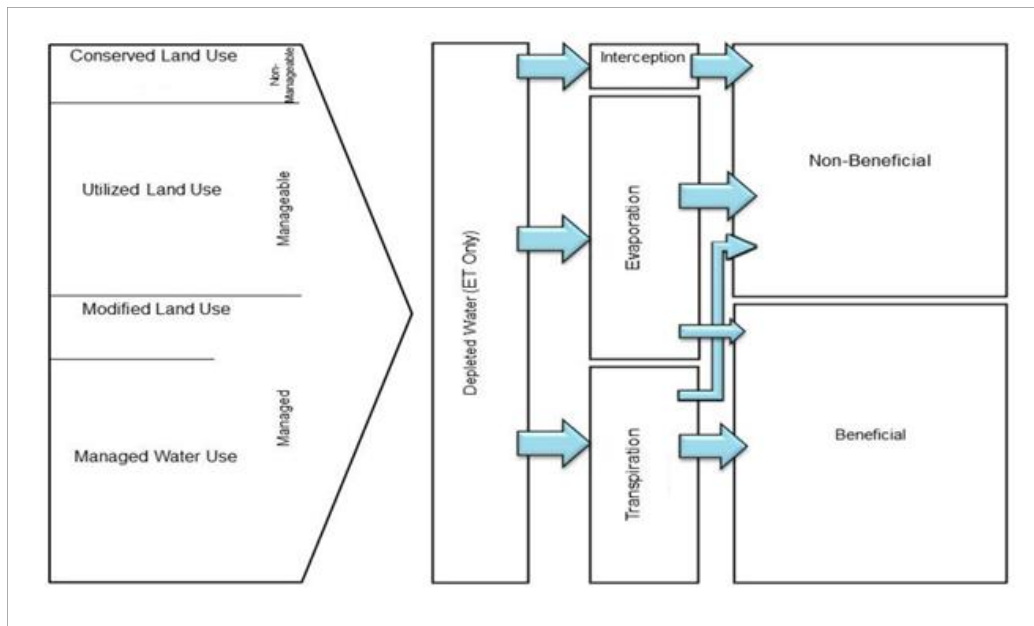 Conserved Land Use
Non-
Manageable
Utilized Land Use
Manageable
Modified Land Use
Managed
Managed Water Use
Depleted Water (ET Only)
Interception
Evaporation
Transpiration
Non-Beneficial
Beneficial